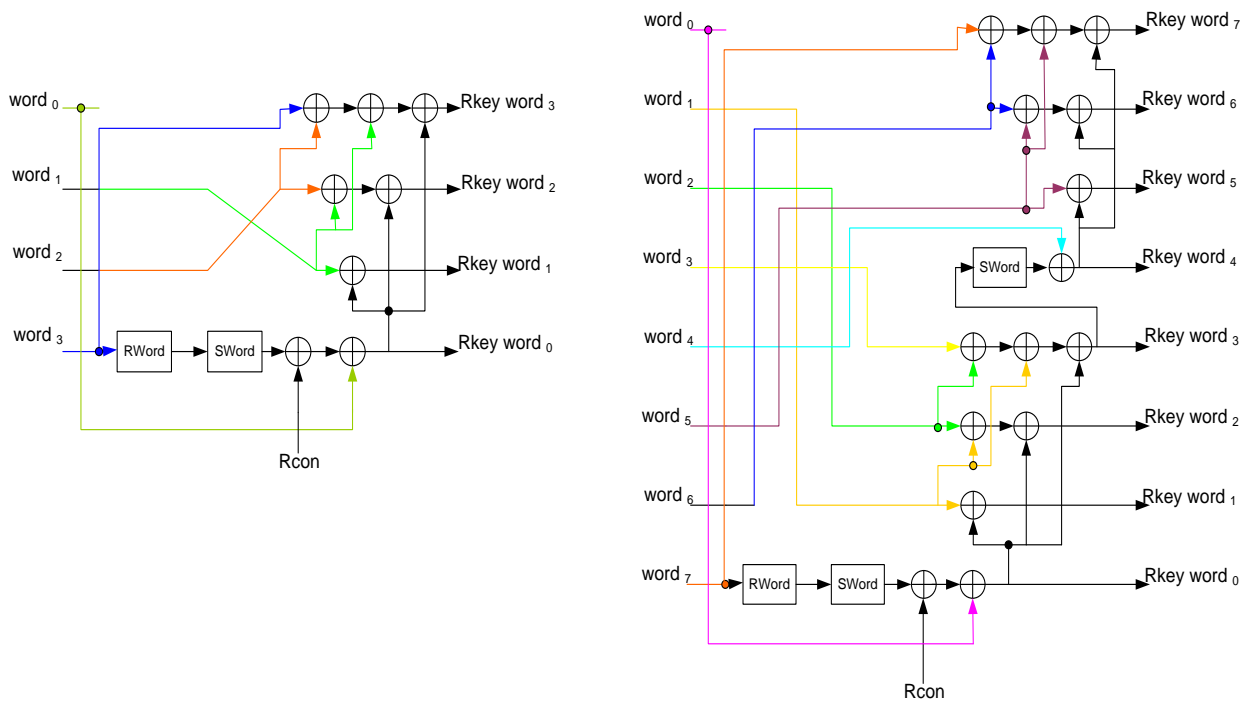 word 0
Rkey word 3
word 1
Rkey word 2
word 2
Rkey word 1
word 3
RWord
SWord
Rkey word 0
Rcon
word 0
Rkey word 7
word 1
Rkey word 6
word 2
Rkey word 5
word 3
SWord
Rkey word 4
word 4
Rkey word 3
word 5
Rkey word 2
word 6
Rkey word 1
word 7
RWord
SWord
Rkey word 0
Rcon